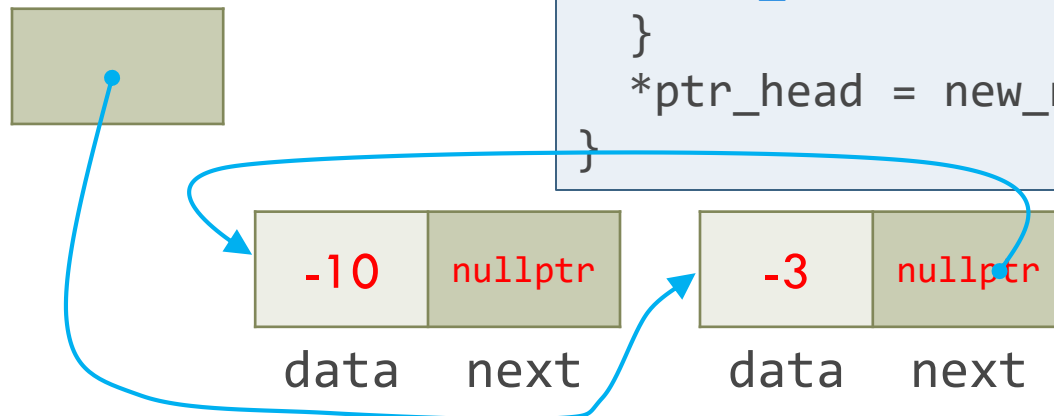 }
*ptr_head = new_
}
-10 nullptr -3 nullptr
data next data next